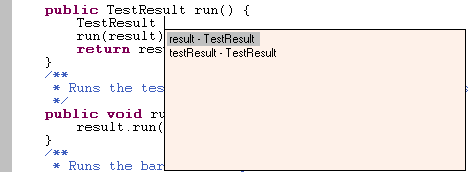 public TestResult run() {
TestResult
run(result)
return res
}
/**
* Runs the tes
*/
public void ru
result.run(
}
/**
* Runs the bar
result - TestResult
testResult - TestResult